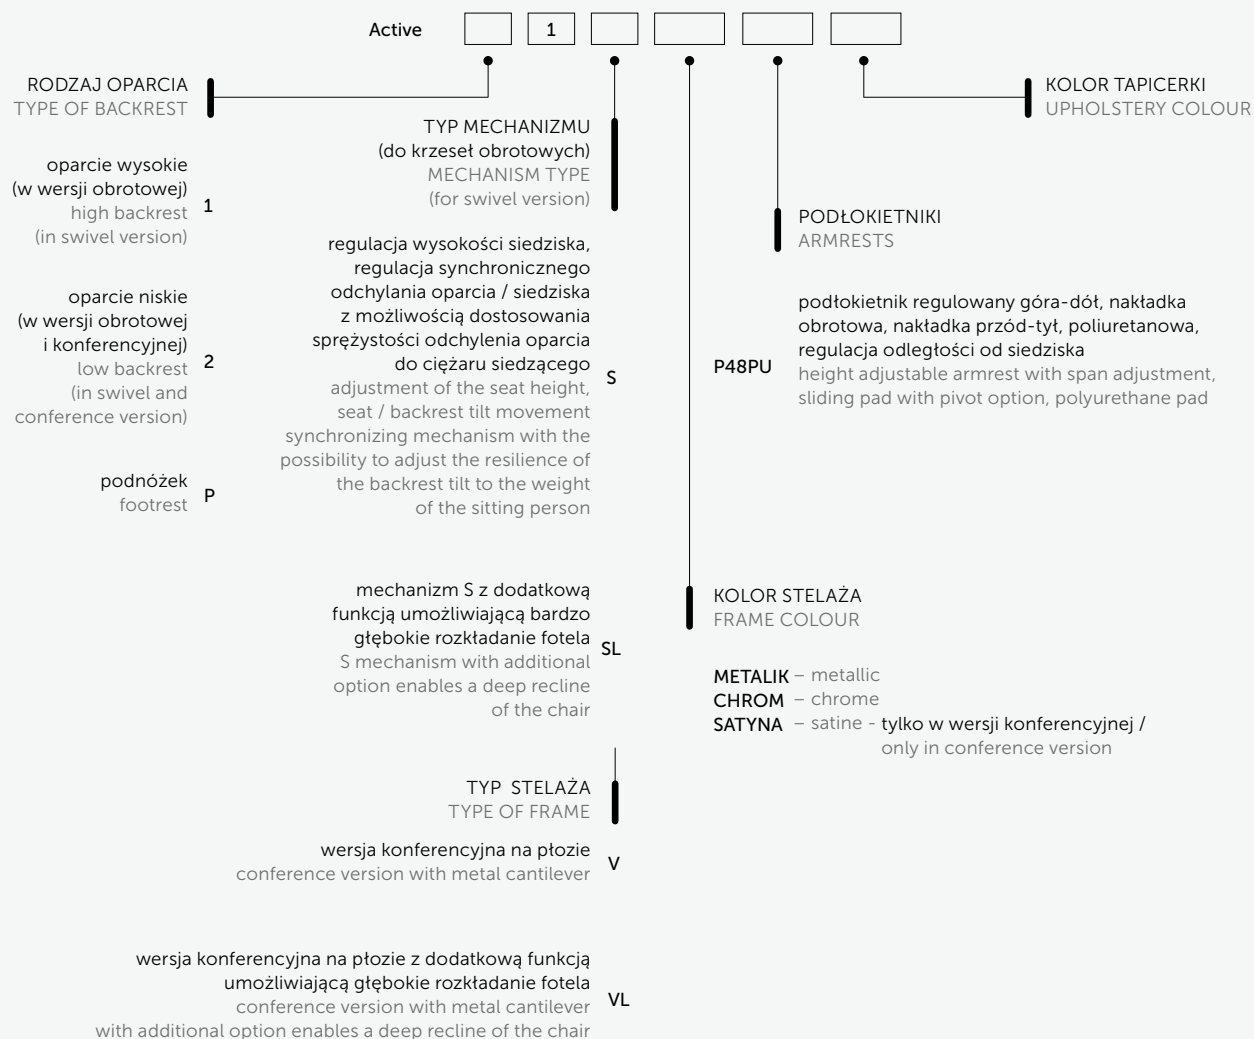 Active
1
RODZAJ OPARCIA
TYPE OF BACKREST
oparcie wysokie
(w wersji obrotowej)
high backrest
(in swivel version)
1
oparcie niskie
(w wersji obrotowej
i konferencyjnej)
low backrest
(in swivel and
conference version)
2
podnóżek
footrest
P
TYP MECHANIZMU
(do krzeseł obrotowych)
MECHANISM TYPE
(for swivel version)
regulacja wysokości siedziska,
regulacja synchronicznego
odchylania oparcia / siedziska
z możliwością dostosowania
sprężystości odchylenia oparcia
do ciężaru siedzącego
adjustment of the seat height,
seat / backrest tilt movement
synchronizing mechanism with the
possibility to adjust the resilience of
the backrest tilt to the weight
of the sitting person
S
mechanizm S z dodatkową
funkcją umożliwiającą bardzo
głębokie rozkładanie fotela
S mechanism with additional
option enables a deep recline
of the chair
SL
TYP STELAŻA
TYPE OF FRAME
wersja konferencyjna na płozie
conference version with metal cantilever
V
wersja konferencyjna na płozie z dodatkową funkcją
umożliwiającą głębokie rozkładanie fotela
conference version with metal cantilever
with additional option enables a deep recline of the chair
VL
KOLOR STELAŻA
FRAME COLOUR
METALIK – metallic
CHROM – chrome
SATYNA – satine - tylko w wersji konferencyjnej /
only in conference version
PODŁOKIETNIKI
ARMRESTS
P48PU
podłokietnik regulowany góra-dół, nakładka
obrotowa, nakładka przód-tył, poliuretanowa,
regulacja odległości od siedziska
height adjustable armrest with span adjustment,
sliding pad with pivot option, polyurethane pad
KOLOR TAPICERKI
UPHOLSTERY COLOUR